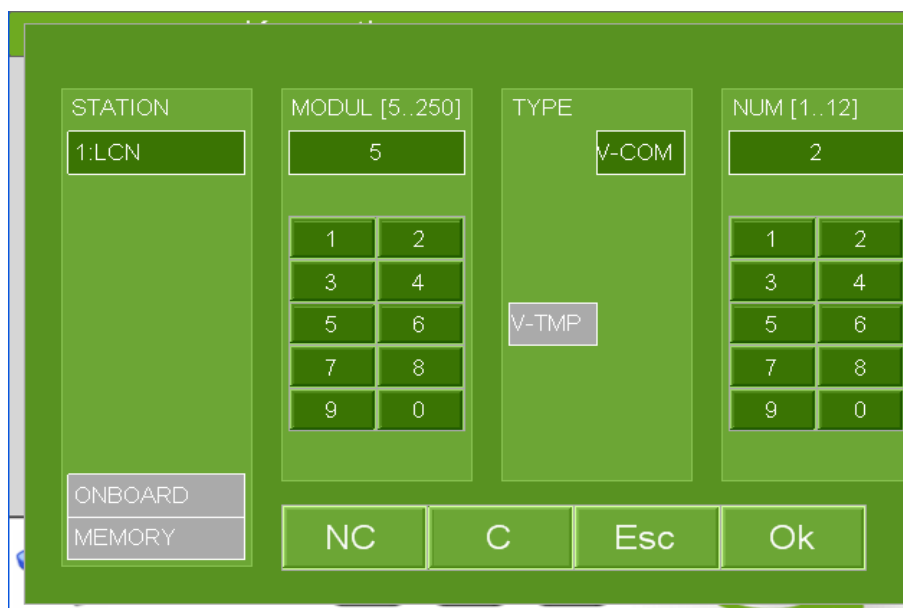 STATION
MODUL [5..250]
TYPE
NUM [1..12]
1:LCN
5
V-COM
2
1 2
3 4
5 6
7 8
9 0
V-TMP
1 2
3 4
5 6
7 8
9 0
ONBOARD
MEMORY
NC
C
Esc
Ok